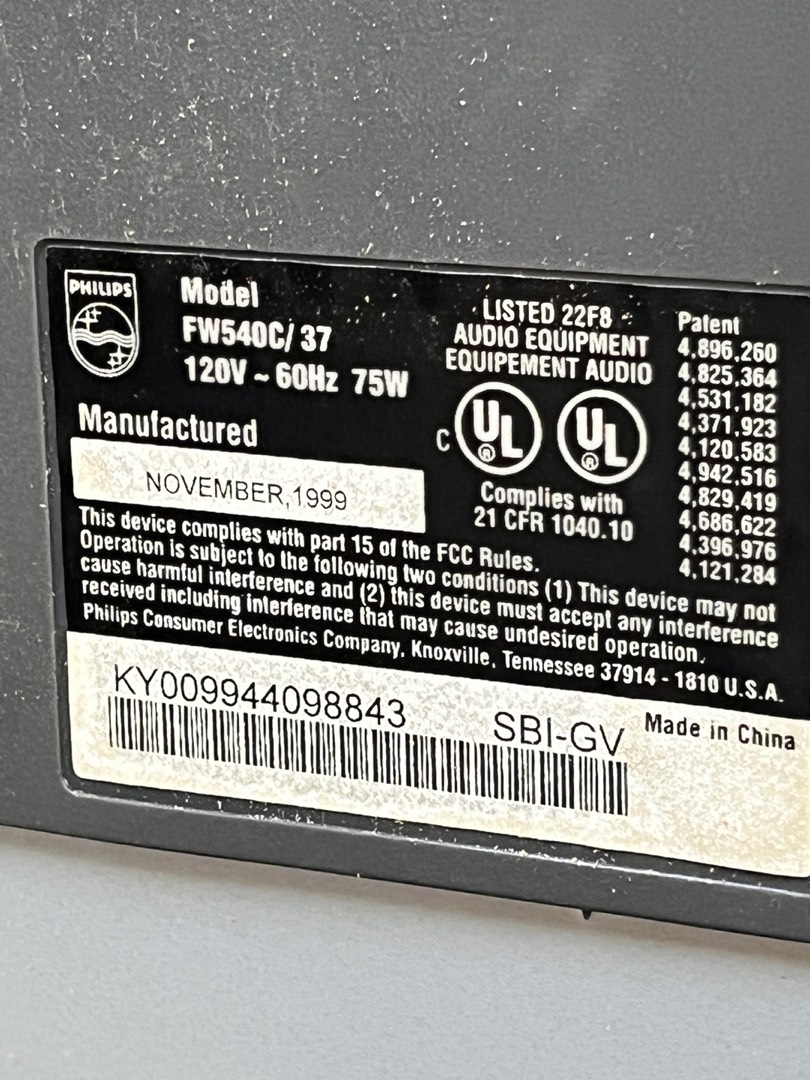 PHILIPS
Model
FW540C/ 37
120V ~ 60Hz 75W
Manufactured
NOVEMBER,1999
LISTED 22F8
AUDIO EQUIPMENT
EQUIPEMENT AUDIO
C UL ® UL ®
Complies with
21 CFR 1040.10
Patent
4,896,260
4,825,364
4,531,182
4,371,923
4,120,583
4,942,516
4,829,419
4,686,622
4,396,976
4,121,284
This device complies with part 15 of the FCC Rules.
Operation is subject to the following two conditions (1) This device may not
cause harmful interference and (2) this device must accept any interference
received including interference that may cause undesired operation.
Philips Consumer Electronics Company, Knoxville, Tennessee 37914 - 1810 U.S.A.
KY009944098843 SBI-GV Made in China